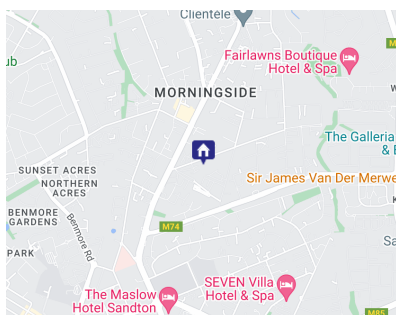 Clientele
Fairlawns Boutique
Hotel & Spa
MORNINGSIDE
The Galleria
Sir James Van Der Merwe
SUNSET ACRES
NORTHERN
ACRES
BENMORE
GARDENS
Benmore Rd
M74
PARK
SEVEN Villa
Hotel & Spa
The Maslow
Hotel Sandton
M85